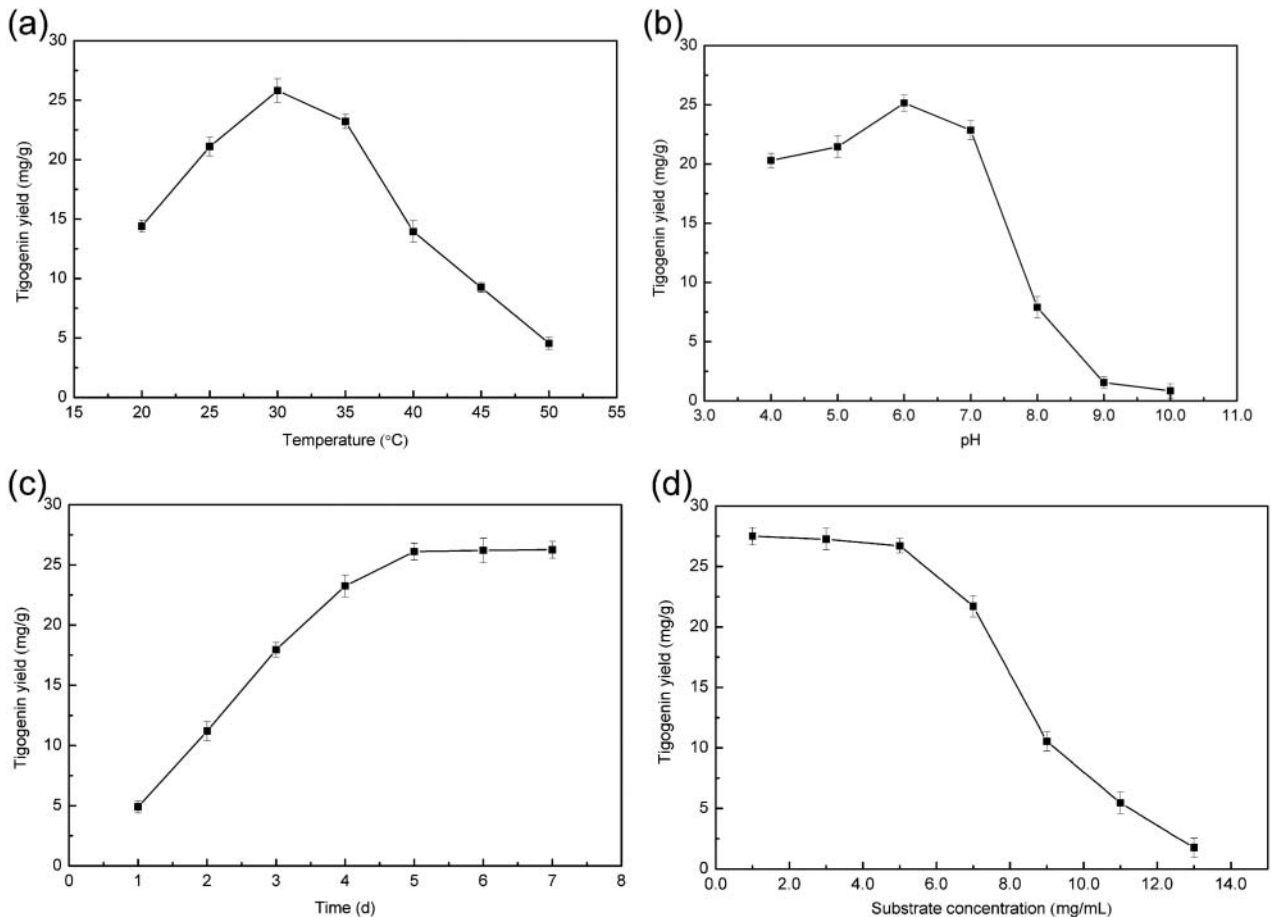 (a)
30
25
20
15
10
5
0
Tigogenin yield (mg/g)
15 20 25 30 35 40 45 50 55
Temperature (°C)
(b)
30
25
20
15
10
5
0
Tigogenin yield (mg/g)
3.0 4.0 5.0 6.0 7.0 8.0 9.0 10.0 11.0
pH
(c)
30
25
20
15
10
5
0
Tigogenin yield (mg/g)
0 1 2 3 4 5 6 7 8
Time (d)
(d)
30
25
20
15
10
5
0
Tigogenin yield (mg/g)
0.0 2.0 4.0 6.0 8.0 10.0 12.0 14.0
Substrate concentration (mg/mL)